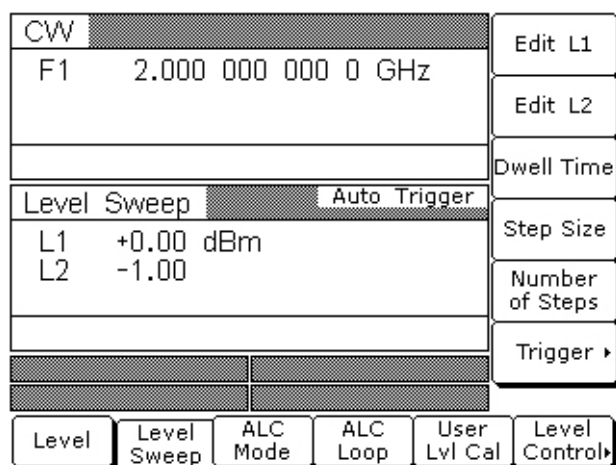 CW
F1 2.000 000 000 0 GHz
Level Sweep Auto Trigger
L1 +0.00 dBm
L2 -1.00
Edit L1
Edit L2
Dwell Time
Step Size
Number
of Steps
Trigger
Level
Level
Sweep
ALC
Mode
ALC
Loop
User
Lvl Cal
Level
Control